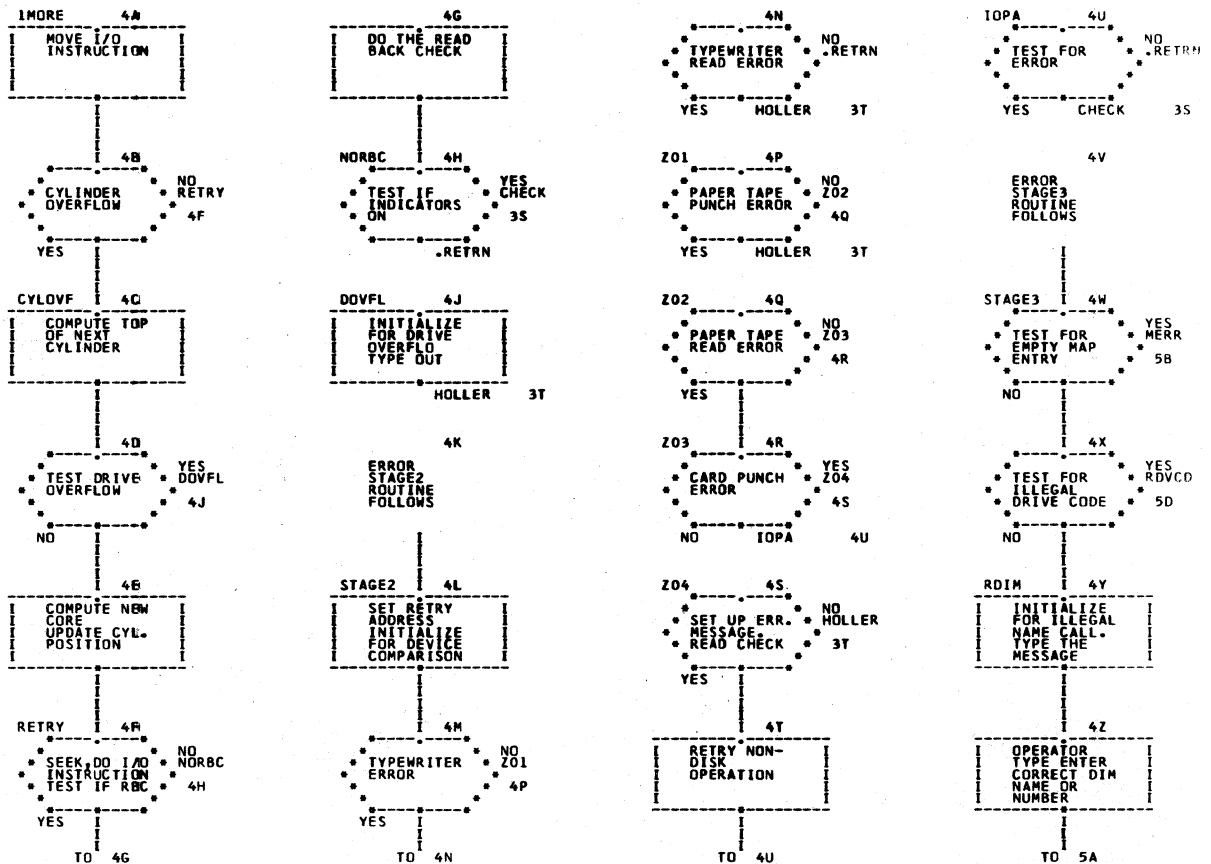 1MORE 4A
MOVE I/O
INSTRUCTION
4B
CYLINDER
OVERFLOW
NO
RETRY
4F
YES
CYLOVF 4C
COMPUTE TOP
OF NEXT
CYLINDER
4D
TEST DRIVE
OVERFLOW
YES
DOVFL
4J
NO
4E
COMPUTE NEW
CORE
UPDATE CYL.
POSITION
RETRY 4F
SEEK,DO I/O
INSTRUCTION
TEST IF RBC
NO
NORBC
4H
YES
TO 4G
4G
DO THE READ
BACK CHECK
NORBC 4H
TEST IF
INDICATORS
ON
YES
CHECK
3S
.RETRN
DOVFL 4J
INITIALIZE
FOR DRIVE
OVERFLO
TYPE OUT
HOLLER 3T
4K
ERROR
STAGE2
ROUTINE
FOLLOWS
STAGE2 4L
SET RETRY
ADDRESS
INITIALIZE
FOR DEVICE
COMPARISON
4M
TYPEWRITER
ERROR
NO
Z01
4P
YES
TO 4N
4N
TYPEWRITER
READ ERROR
NO
.RETRN
YES HOLLER 3T
Z01 4P
PAPER TAPE
PUNCH ERROR
NO
Z02
4Q
YES HOLLER 3T
Z02 4Q
PAPER TAPE
READ ERROR
NO
Z03
4R
YES
Z03 4R
CARD PUNCH
ERROR
YES
Z04
4S
NO IOPA 4U
Z04 4S
SET UP ERR.
MESSAGE.
READ CHECK
NO
HOLLER
3T
YES
4T
RETRY NON-
DISK
OPERATION
TO 4U
IOPA 4U
TEST FOR
ERROR
NO
.RETRN
YES CHECK 3S
4V
ERROR
STAGE3
ROUTINE
FOLLOWS
STAGE3 4W
TEST FOR
EMPTY MAP
ENTRY
YES
MERR
5B
NO
4X
TEST FOR
ILLEGAL
DRIVE CODE
YES
RDVCD
5D
NO
RDIM 4Y
INITIALIZE
FOR ILLEGAL
NAME CALL.
TYPE THE
MESSAGE
4Z
OPERATOR
TYPE ENTER
CORRECT DIM
NAME OR
NUMBER
TO 5A